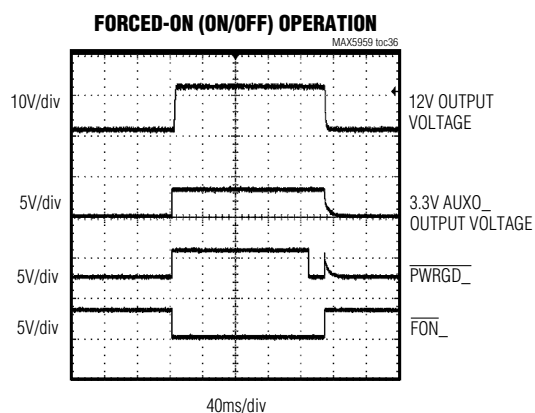 FORCED-ON (ON/OFF) OPERATION
MAX5959 toc36
10V/div
12V OUTPUT
VOLTAGE
5V/div
3.3V AUXO_
OUTPUT VOLTAGE
5V/div
PWRGD_
5V/div
FON_
40ms/div